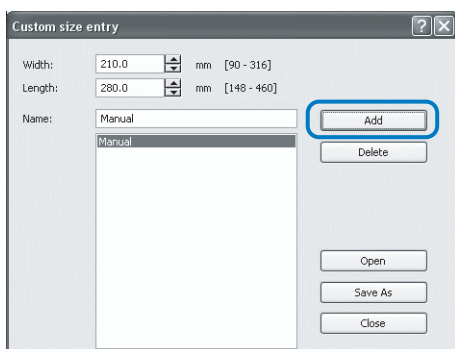 Custom size entry
Width: 210.0 mm [90 - 316]
Length: 280.0 mm [148 - 460]
Name: Manual Add
Manual Delete
Open
Save As
Close